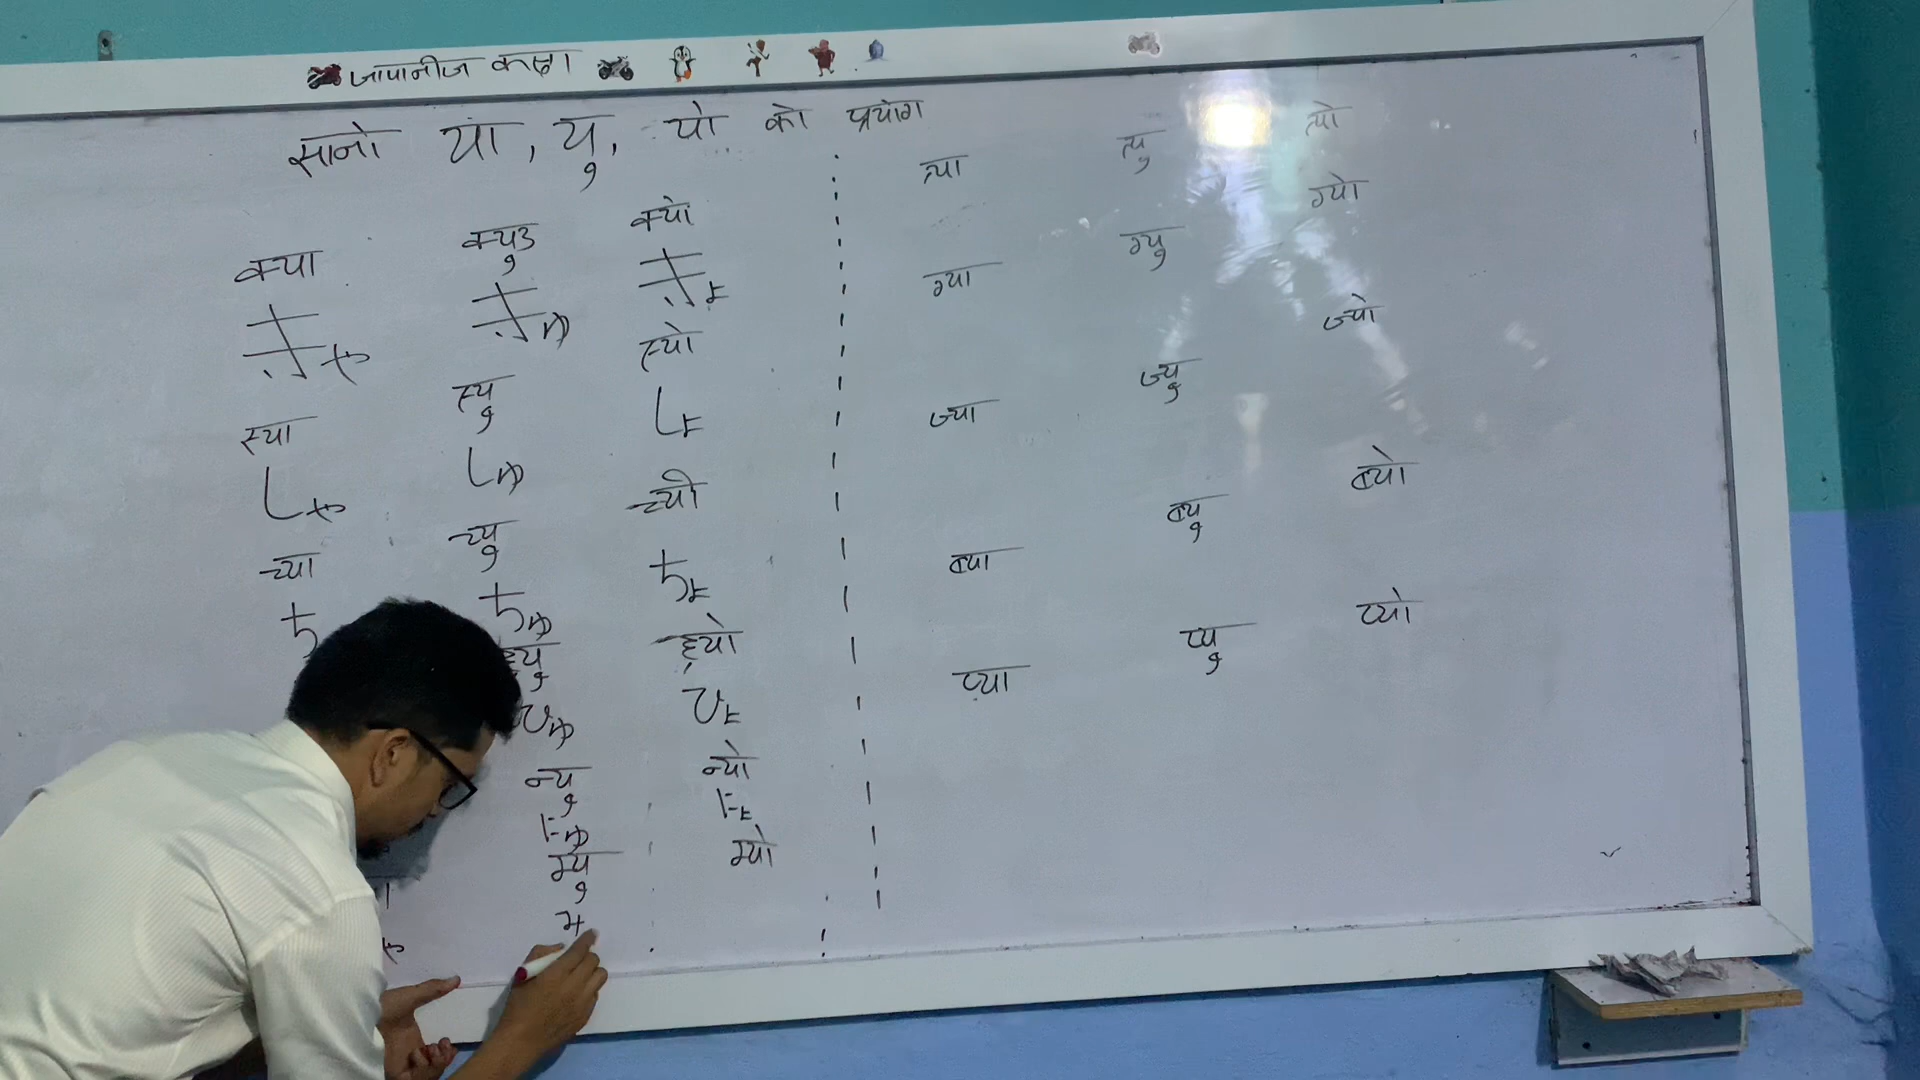 जापानीज कक्षा
सानो या, यु, यो को प्रयोग
क्या क्युउ क्यो
きゃ きゅ きょ
स्या स्यु स्यो
しゃ しゅ しょ
च्या च्यु च्यो
ち ちゅ ちょ
ह्यु ह्यो
ひゅ ひょ
न्यु न्यो
にゅ にょ
म्यु म्यो
み
त्या त्यु त्यो
ग्या ग्यु ग्यो
ज्या ज्यु ज्यो
ब्या ब्यु ब्यो
प्या प्यु प्यो